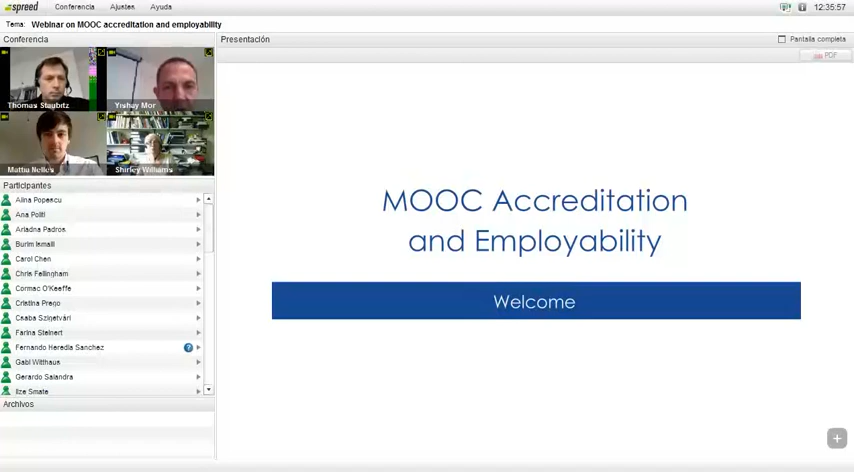 spreed
Conferencia Ajustes Ayuda
12:35:57
Tema: Webinar on MOOC accreditation and employability
Conferencia
Thomas Staubitz
Yishay Mor
Mattia Nelles
Shirley Williams
Participantes
Alina Popescu
Ana Politi
Ariadna Padros
Burim Ismaili
Carol Chen
Chris Fellingham
Cormac O'Keeffe
Cristina Prego
Csaba Szigetvári
Farina Steinert
Fernando Heredia Sanchez
Gabi Witthaus
Gerardo Salandra
Ilze Smate
Archivos
Presentación
Pantalla completa
PDF
MOOC Accreditation
and Employability
Welcome